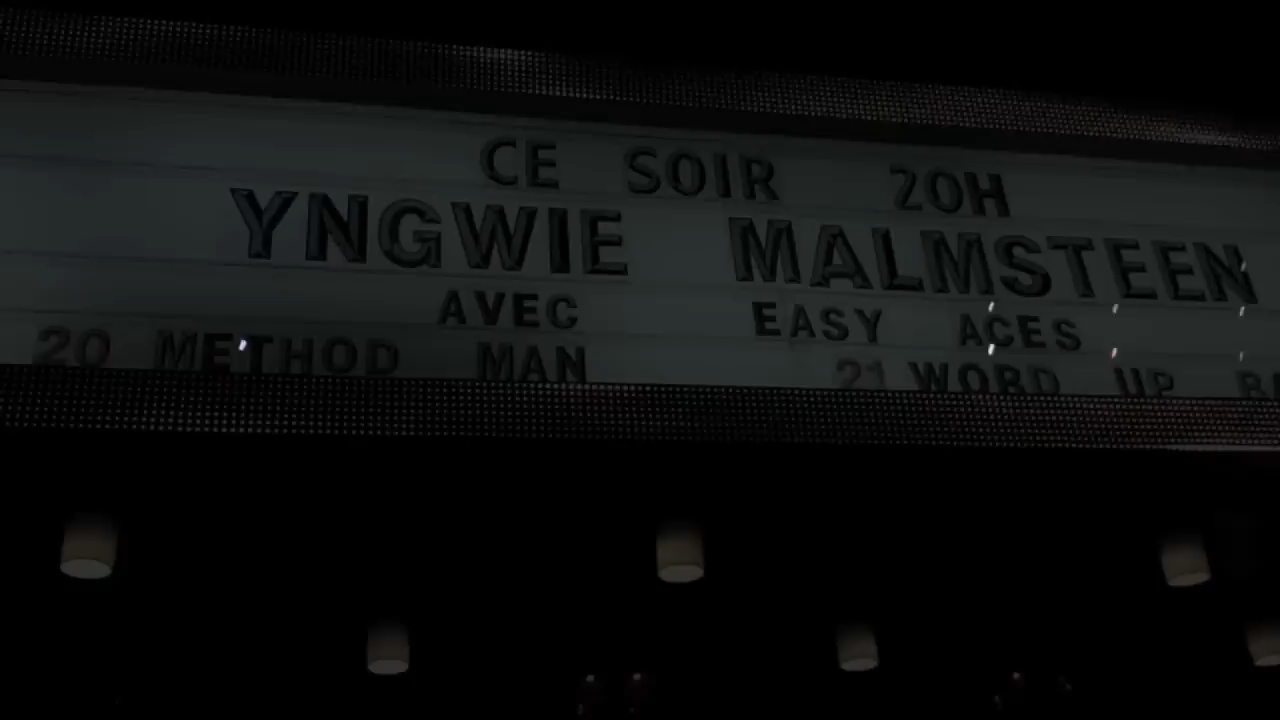 CE SOIR 20H
YNGWIE MALMSTEEN
AVEC EASY ACES
20 METHOD MAN 21 WORD UP